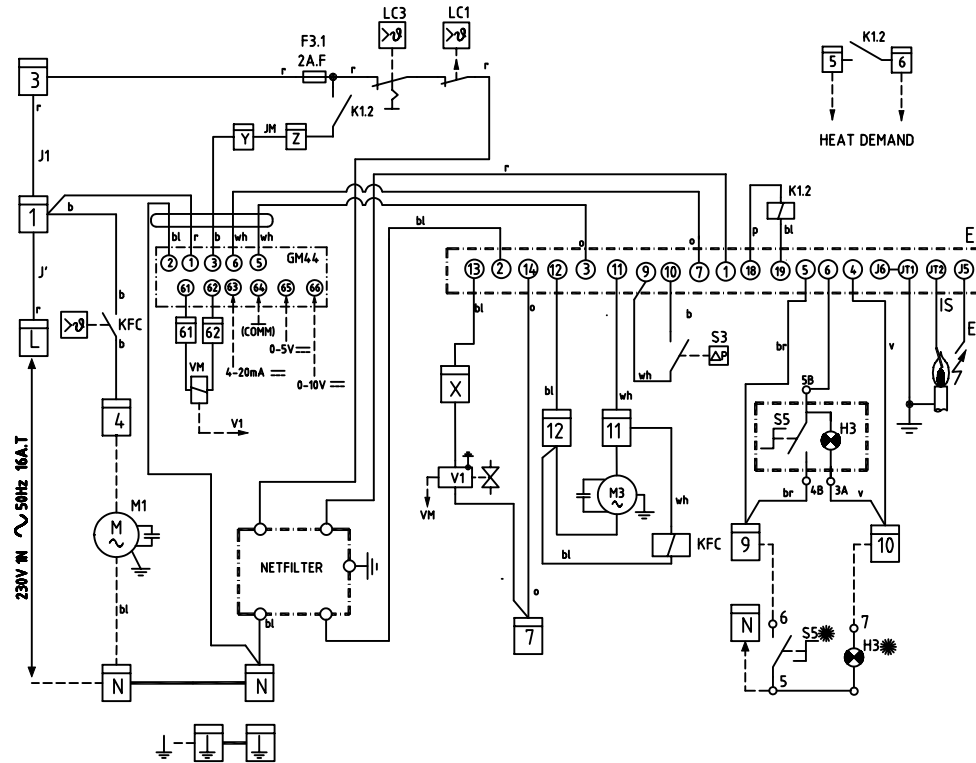 LC3 LC1
>ϑ >ϑ
F3.1
2A.F
3 r r r
K1.2
5 6
HEAT DEMAND
K1.2
Y JM Z
r
J1
r
1 b
bl r b wh wh
2 1 3 6 5 GM44
61 62 63 64 65 66
61 62
(COMM)
0-5V
4-20mA
0-10V
VM
V1
J'
r
L
>ϑ KFC
b
b
4
230V 1N ~ 50Hz 16A.T
M1
M
~
bl
N N
NETFILTER
bl
bl
o o p bl
K1.2
E
13 2 14 12 3 11 9 10 7 1 18 19 5 6 4 J6 JT1 JT2 J5
bl o bl wh wh b
br v
IS
E
S3
ΔP
X
12 11
V1
VM
M3
~
wh
KFC
bl
o
7
5B
S5 H3
4B 3A
br v
9 10
N 6 7
S5 H3
5